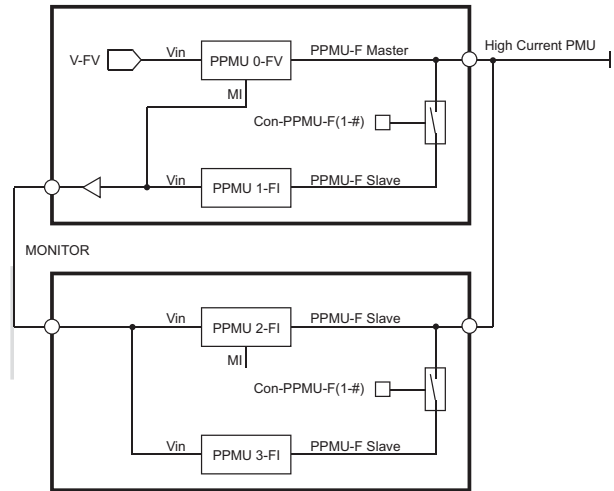 V-FV
Vin
PPMU 0-FV
PPMU-F Master
High Current PMU
MI
Con-PPMU-F(1-#)
Vin
PPMU 1-FI
PPMU-F Slave
MONITOR
Vin
PPMU 2-FI
PPMU-F Slave
MI
Con-PPMU-F(1-#)
Vin
PPMU 3-FI
PPMU-F Slave